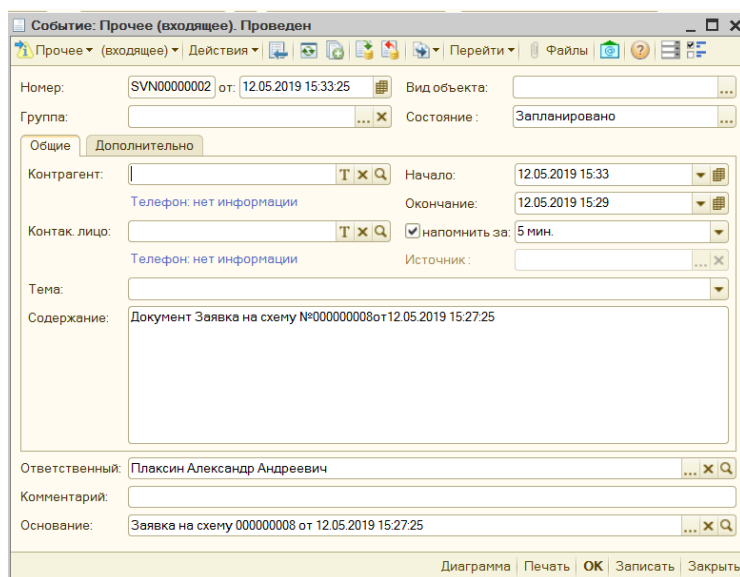 Событие: Прочее (входящее). Проведен
Прочее (входящее) Действия Перейти Файлы
Номер: SVN00000002 от: 12.05.2019 15:33:25 Вид объекта:
Группа: Состояние : Запланировано
Общие Дополнительно
Контрагент: Начало: 12.05.2019 15:33
Телефон: нет информации Окончание: 12.05.2019 15:29
Контак. лицо: напомнить за: 5 мин.
Телефон: нет информации Источник :
Тема:
Содержание: Документ Заявка на схему №000000008от12.05.2019 15:27:25
Ответственный: Плаксин Александр Андреевич
Комментарий:
Основание: Заявка на схему 000000008 от 12.05.2019 15:27:25
Диаграмма Печать ОК Записать Закрыть